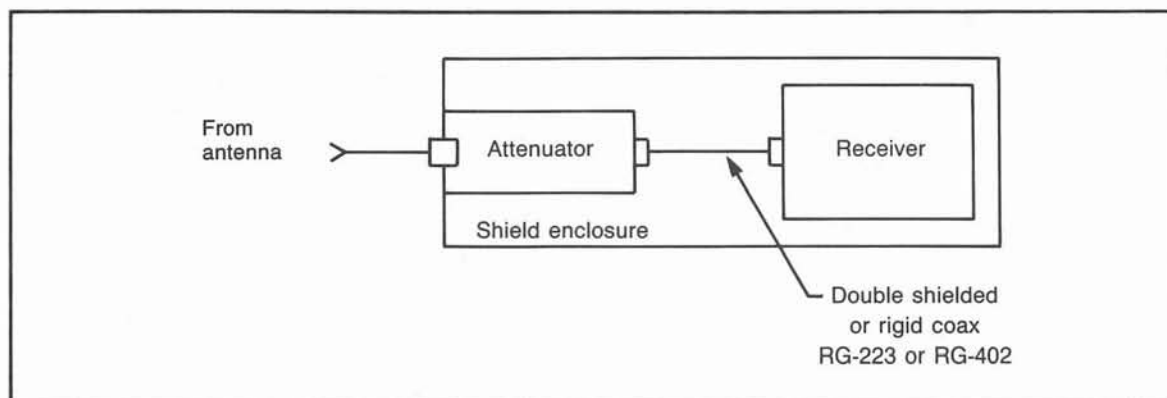 From
antenna
Attenuator
Receiver
Shield enclosure
Double shielded
or rigid coax
RG-223 or RG-402